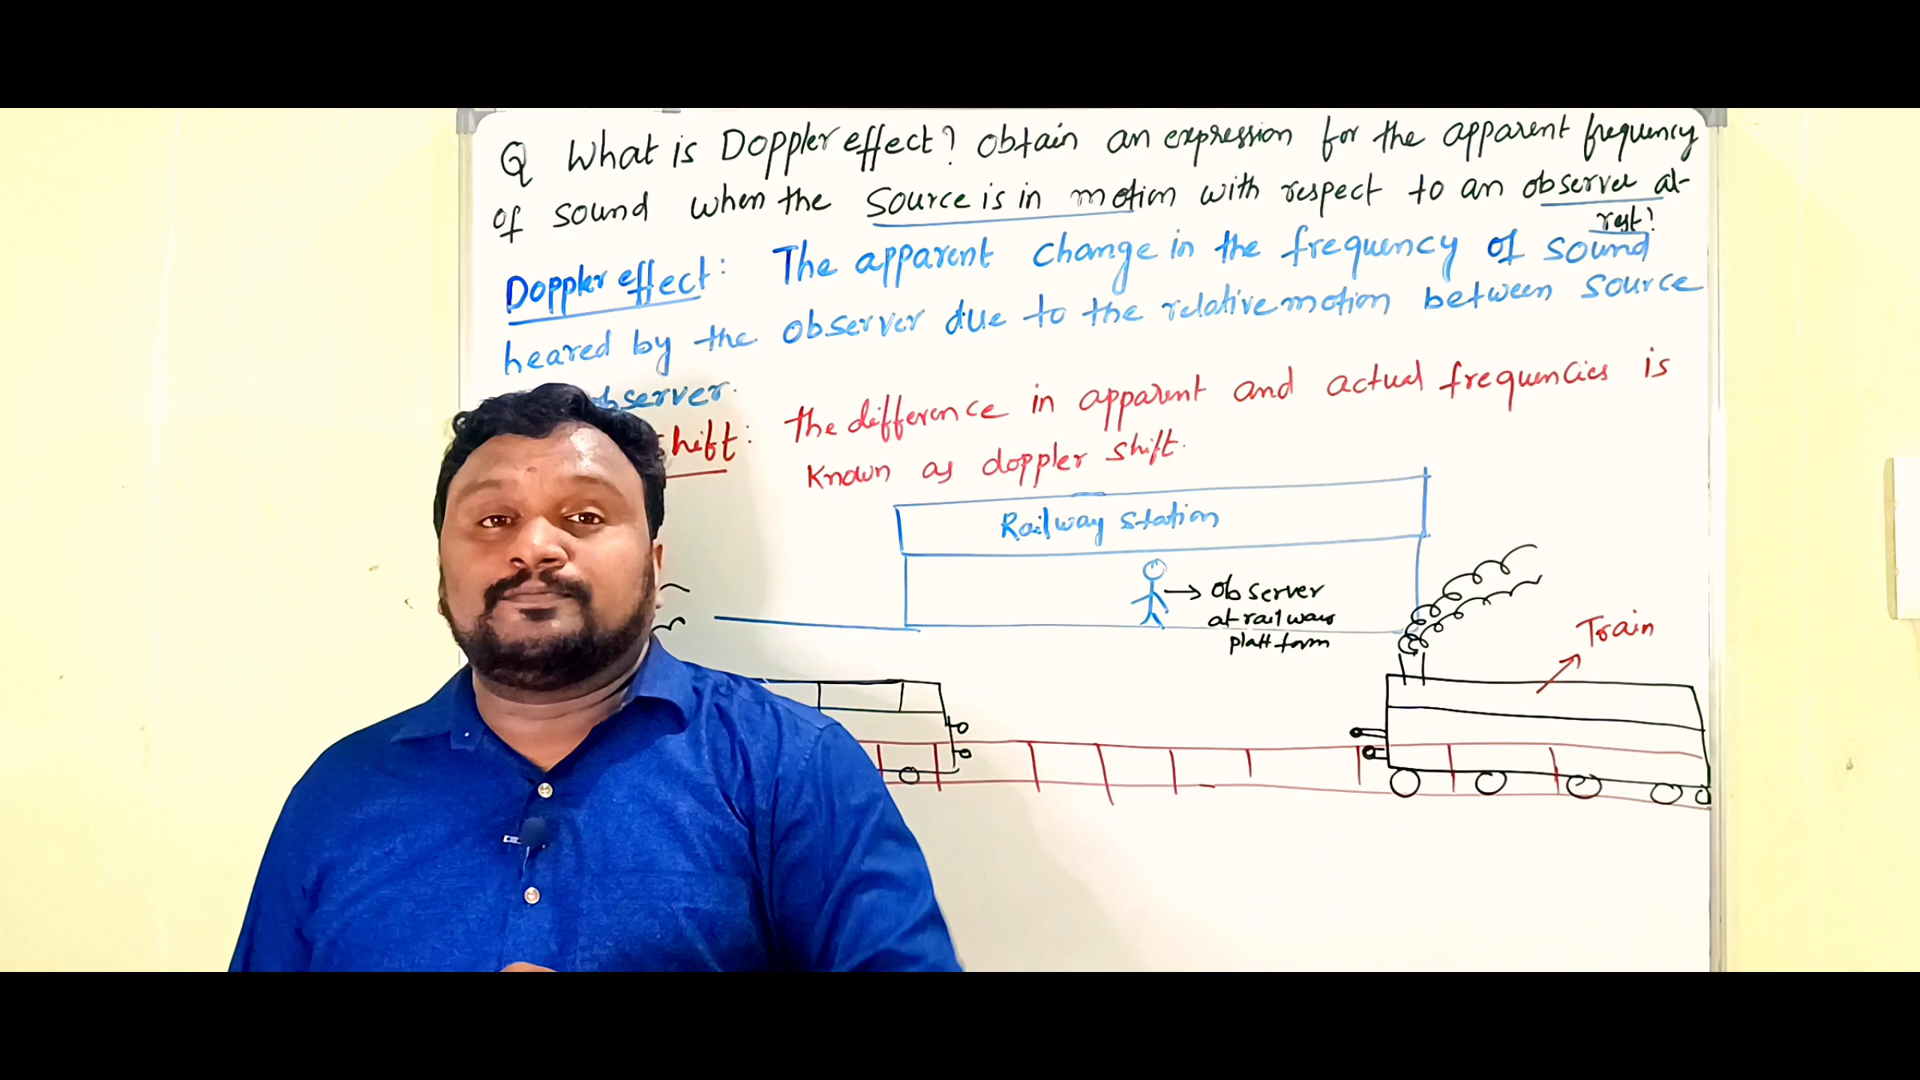 Q What is Doppler effect? obtain an expression for the apparent frequency
of sound when the source is in motion with respect to an observer at
rest?
Doppler effect: The apparent change in the frequency of sound
heared by the observer due to the relative motion between source
observer.
shift: the difference in apparent and actual frequencies is
known as doppler shift.
Railway station
observer
at railway
platform
Train